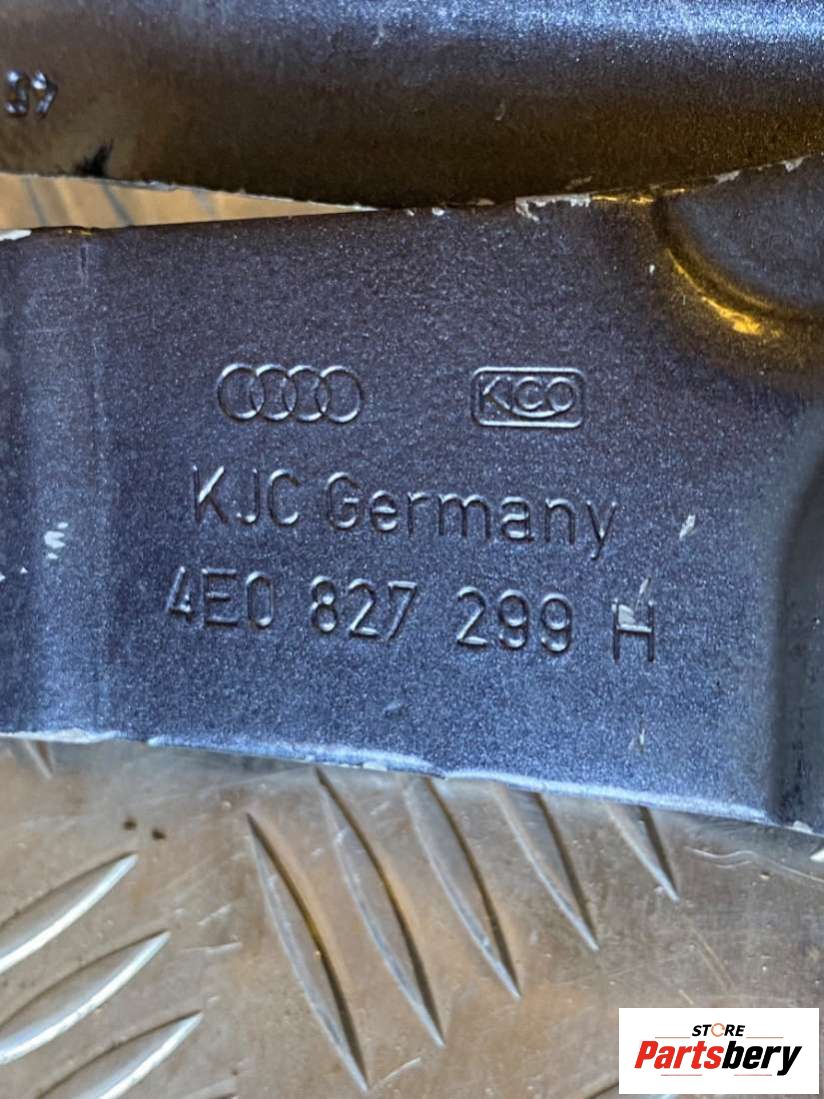 KCO
KJC Germany
4E0 827 299 H
STORE
Partsbery